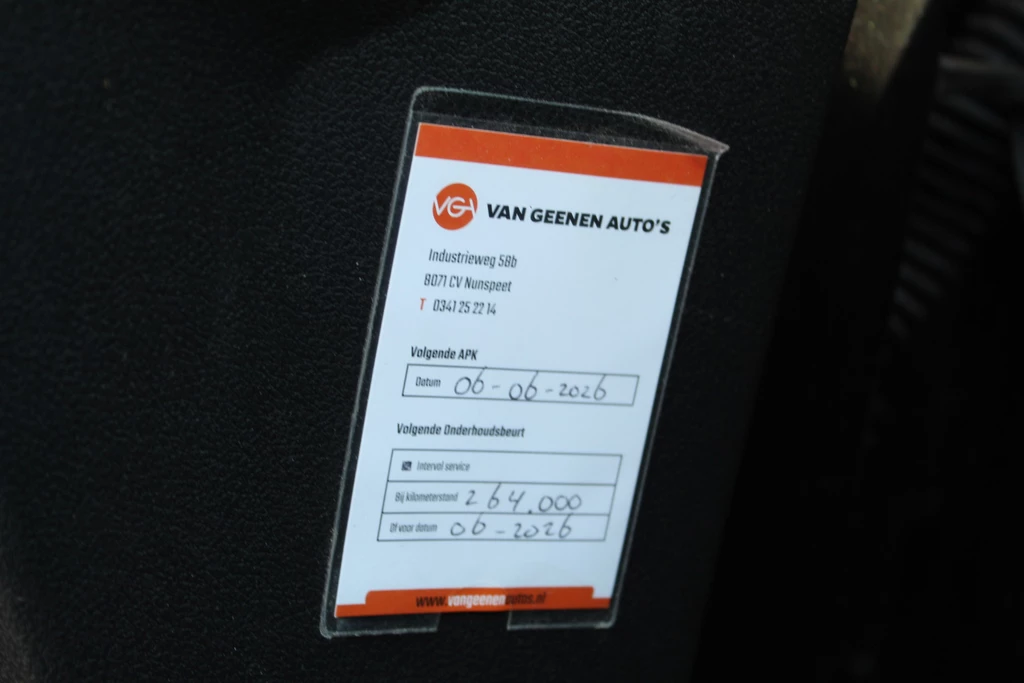 VGA VAN GEENEN AUTO'S
Industrieweg 58b
8071 CV Nunspeet
T 0341 25 22 14
Volgende APK
Datum 06-06-2026
Volgende Onderhoudsbeurt
Interval service
Bij kilometerstand 264.000
Of voor datum 06-2026
www.vangeenenautos.nl